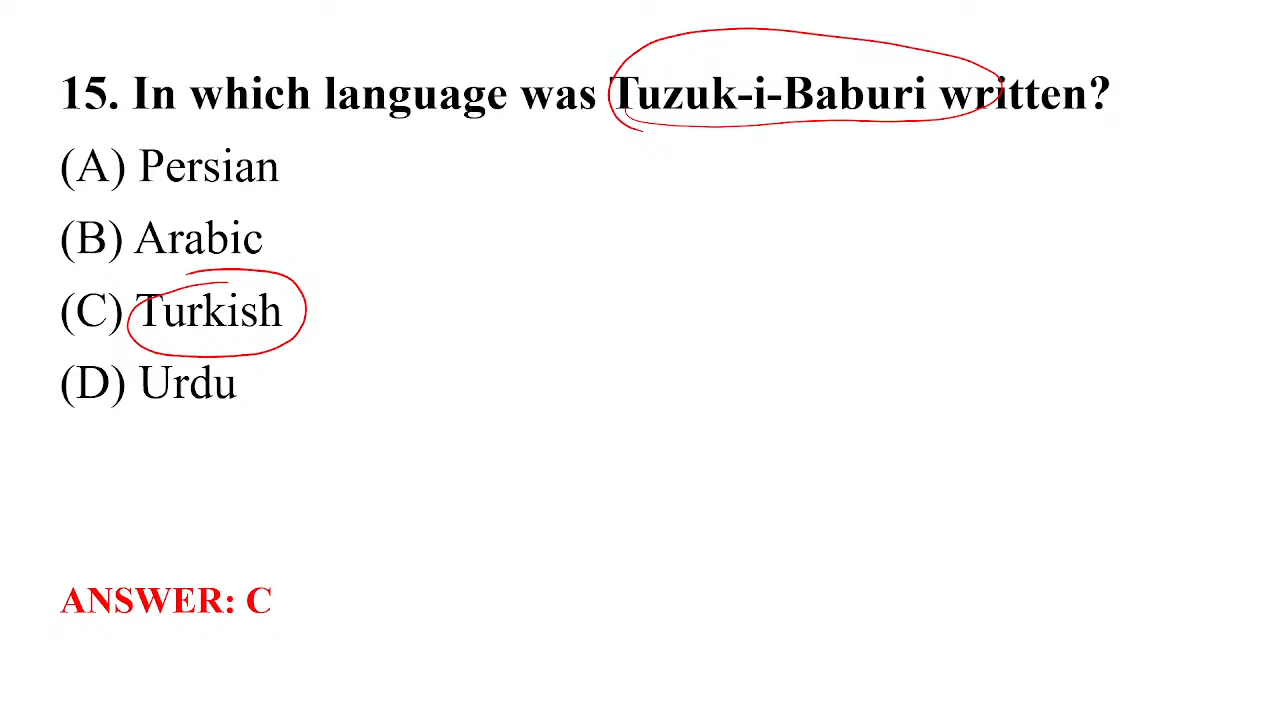 15. In which language was Tuzuk-i-Baburi written?
(A) Persian
(B) Arabic
(C) Turkish
(D) Urdu
ANSWER: C